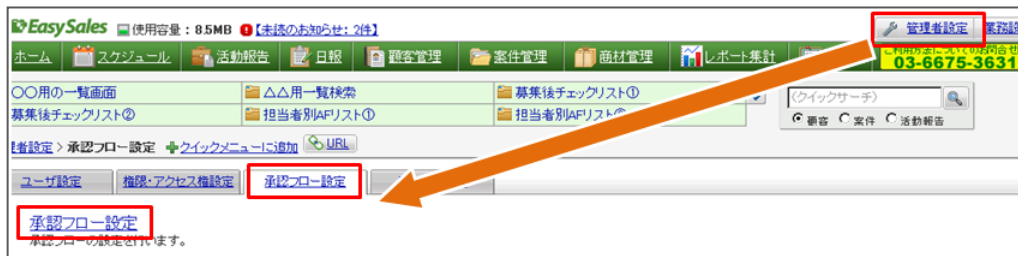 EasySales 使用容量：8.5MB 【未読のお知らせ：2件】 管理者設定 業務設
ホーム スケジュール 活動報告 日報 顧客管理 案件管理 商材管理 レポート集計 ご利用方法についてのお問合せ
03-6675-3631
〇〇用の一覧画面 △△用一覧検索 募集後チェックリスト① (クイックサーチ)
募集後チェックリスト② 担当者別AFリスト① 担当者別AFリスト 顧客 案件 活動報告
者設定 > 承認フロー設定 クイックメニューに追加 URL
ユーザ設定 権限・アクセス権設定 承認フロー設定
承認フロー設定
承認フローの設定を行います。